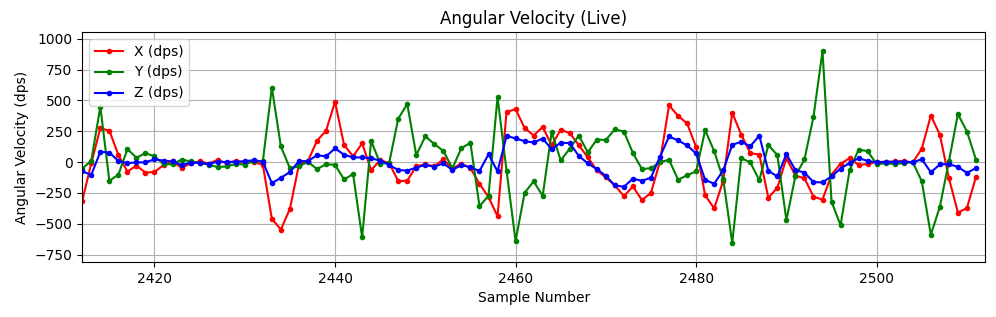 Angular Velocity (Live)
1000
750
500
250
0
−250
−500
−750
Angular Velocity (dps)
X (dps)
Y (dps)
Z (dps)
2420
2440
2460
2480
2500
Sample Number